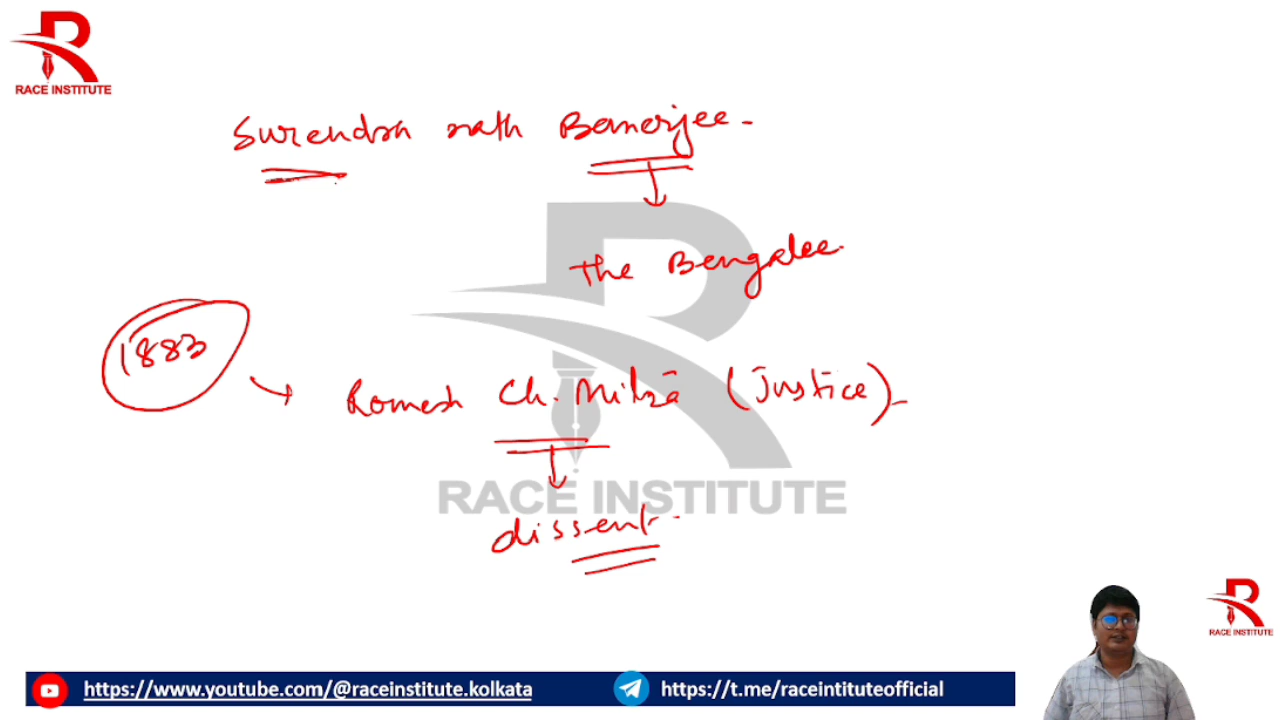 RACE INSTITUTE
Surendra nath Banerjee.
The Bengalee.
1883
Romesh Ch. Mitra (Justice)
RACE INSTITUTE
dissent.
RACE INSTITUTE
https://www.youtube.com/@raceinstitute.kolkata
https://t.me/raceintituteofficial